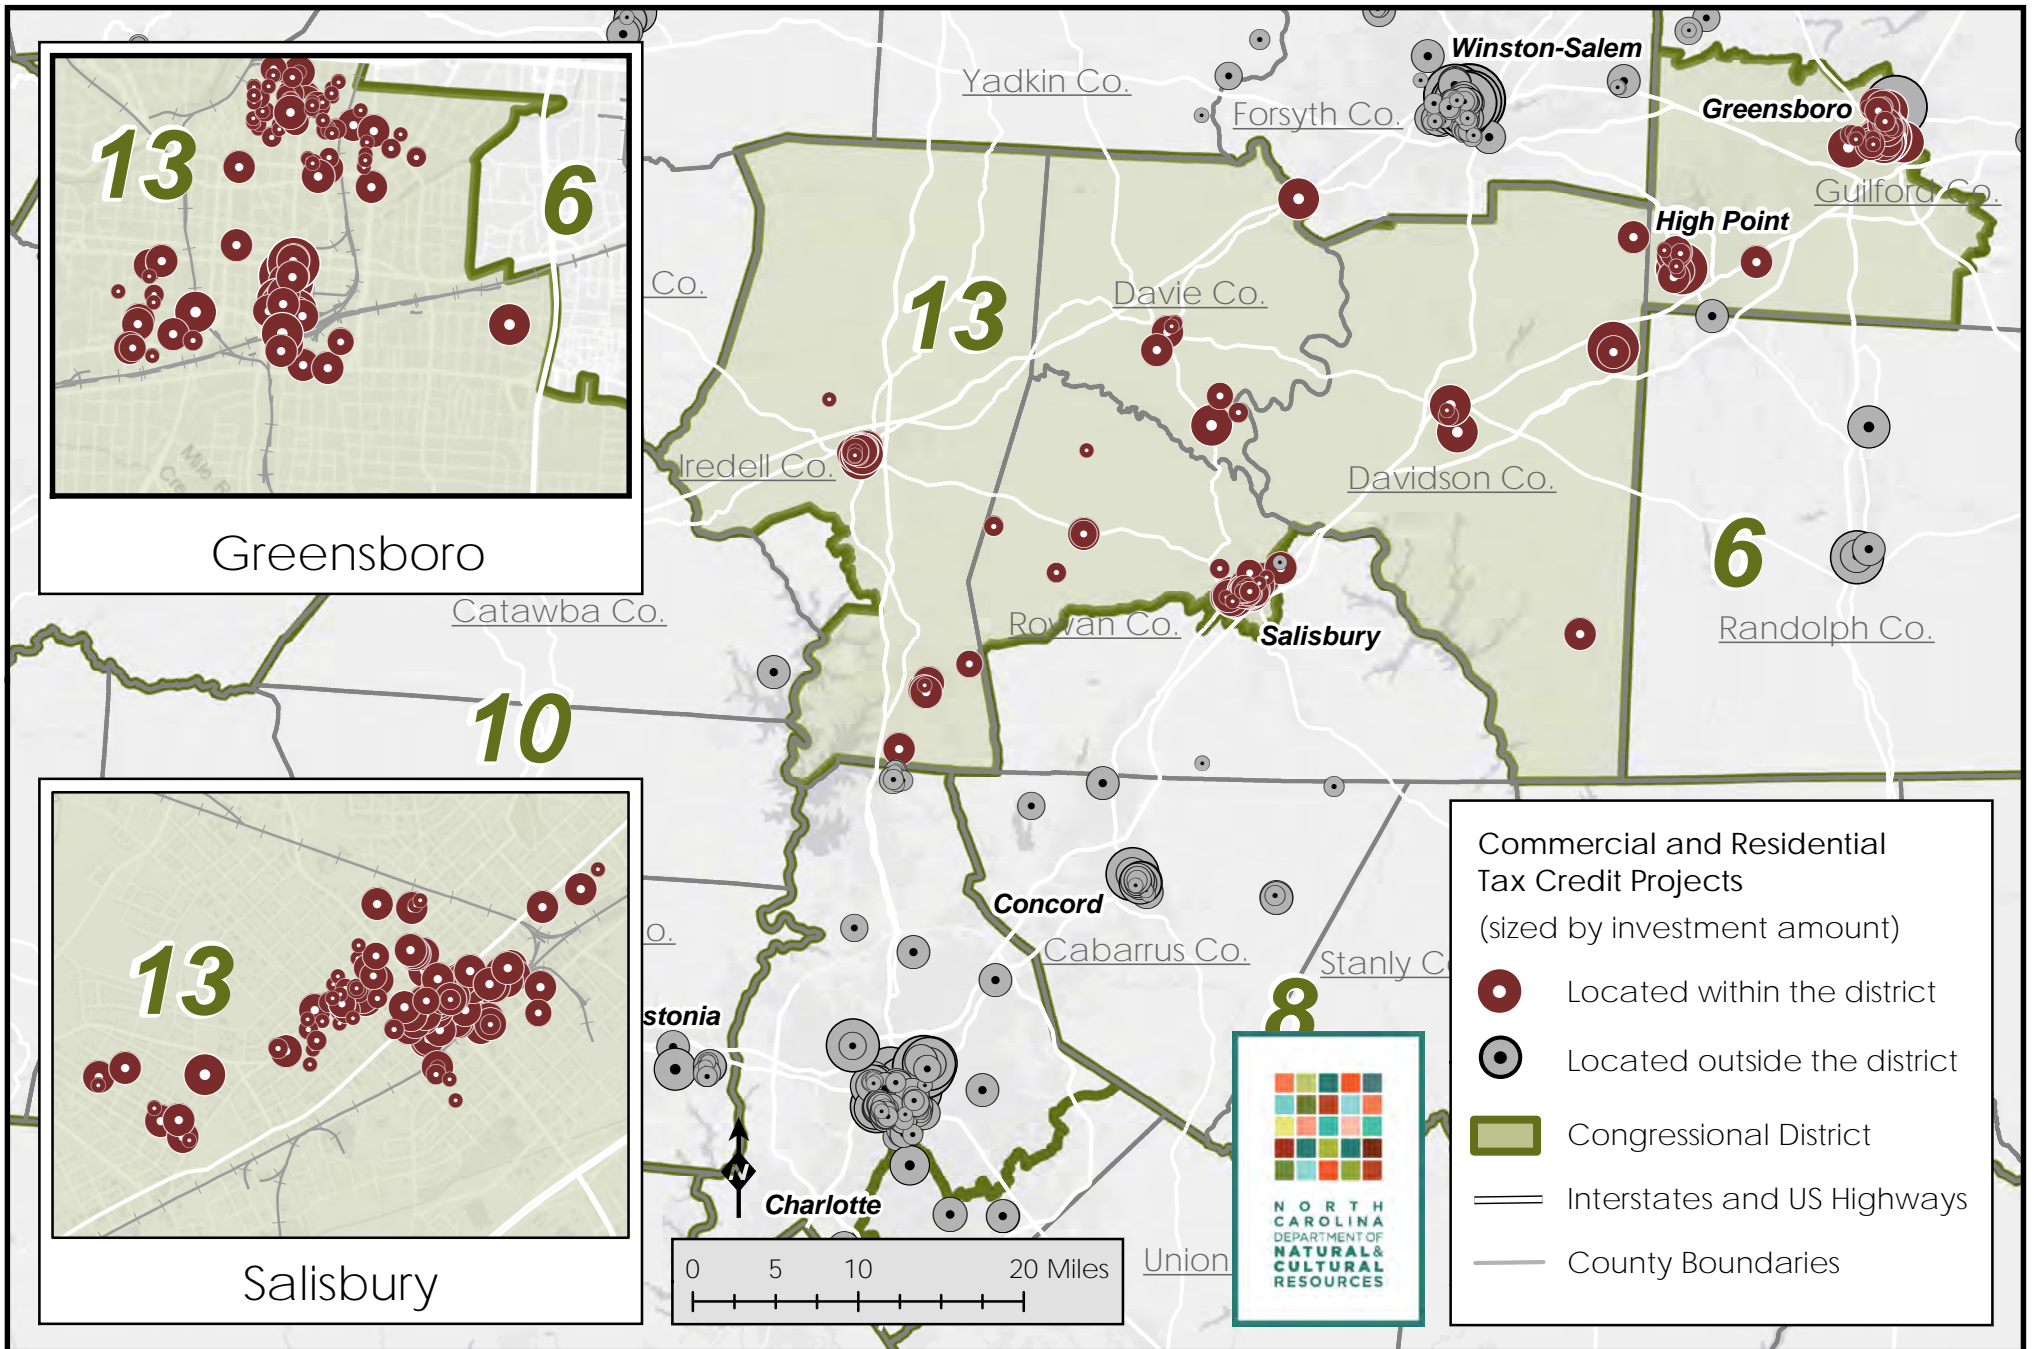 Winston-Salem
Yadkin Co.
Forsyth Co.
Greensboro
Guilford Co.
High Point
13
6
Greensboro
Co.
13
Davie Co.
Iredell Co.
Davidson Co.
6
Catawba Co.
Rowan Co.
Salisbury
Randolph Co.
10
13
Salisbury
Concord
Cabarrus Co.
Stanly C
o.
8
stonia
Charlotte
N
Union
0 5 10 20 Miles
NORTH
CAROLINA
DEPARTMENT OF
NATURAL &
CULTURAL
RESOURCES
Commercial and Residential
Tax Credit Projects
(sized by investment amount)
Located within the district
Located outside the district
Congressional District
Interstates and US Highways
County Boundaries